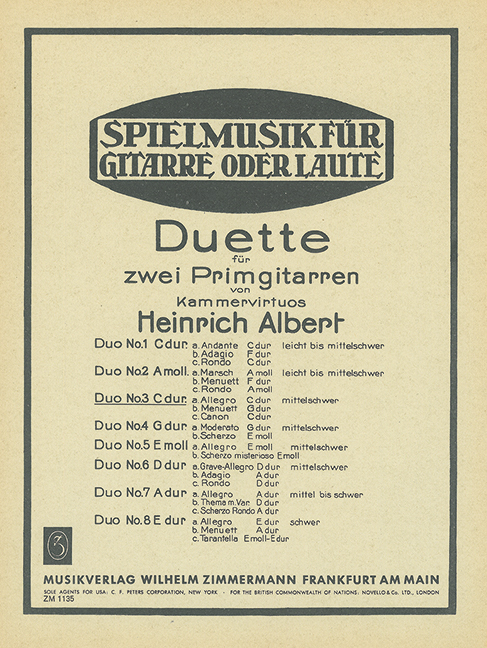 SPIELMUSIK FÜR
GITARRE ODER LAUTE
Duette
für
zwei Primgitarren
von
Kammervirtuos
Heinrich Albert
Duo No.1 C dur. a. Andante C dur leicht bis mittelschwer
b. Adagio F dur
c. Rondo C dur
Duo No.2 A moll. a. Marsch A moll leicht bis mittelschwer
b. Menuett F dur
c. Rondo A moll
Duo No.3 C dur. a. Allegro C dur mittelschwer
b. Menuett G dur
c. Canon C dur
Duo No.4 G dur a. Moderato G dur mittelschwer
b. Scherzo E moll
Duo No.5 E moll a. Allegro E moll mittelschwer
b. Scherzo misterioso E moll
Duo No.6 D dur a. Grave-Allegro D dur mittelschwer
b. Adagio A dur
c. Rondo D dur
Duo No.7 A dur a. Allegro A dur mittel bis schwer
b. Thema m. Var. D dur
c. Scherzo Rondo A dur
Duo No.8 E dur a. Allegro E dur schwer
b. Menuett A dur
c. Tarantella E moll-E dur
MUSIKVERLAG WILHELM ZIMMERMANN FRANKFURT AM MAIN
SOLE AGENTS FOR USA: C. F. PETERS CORPORATION, NEW YORK · FOR THE BRITISH COMMONWEALTH OF NATIONS: NOVELLO & Co. LTD., LONDON
ZM 1135